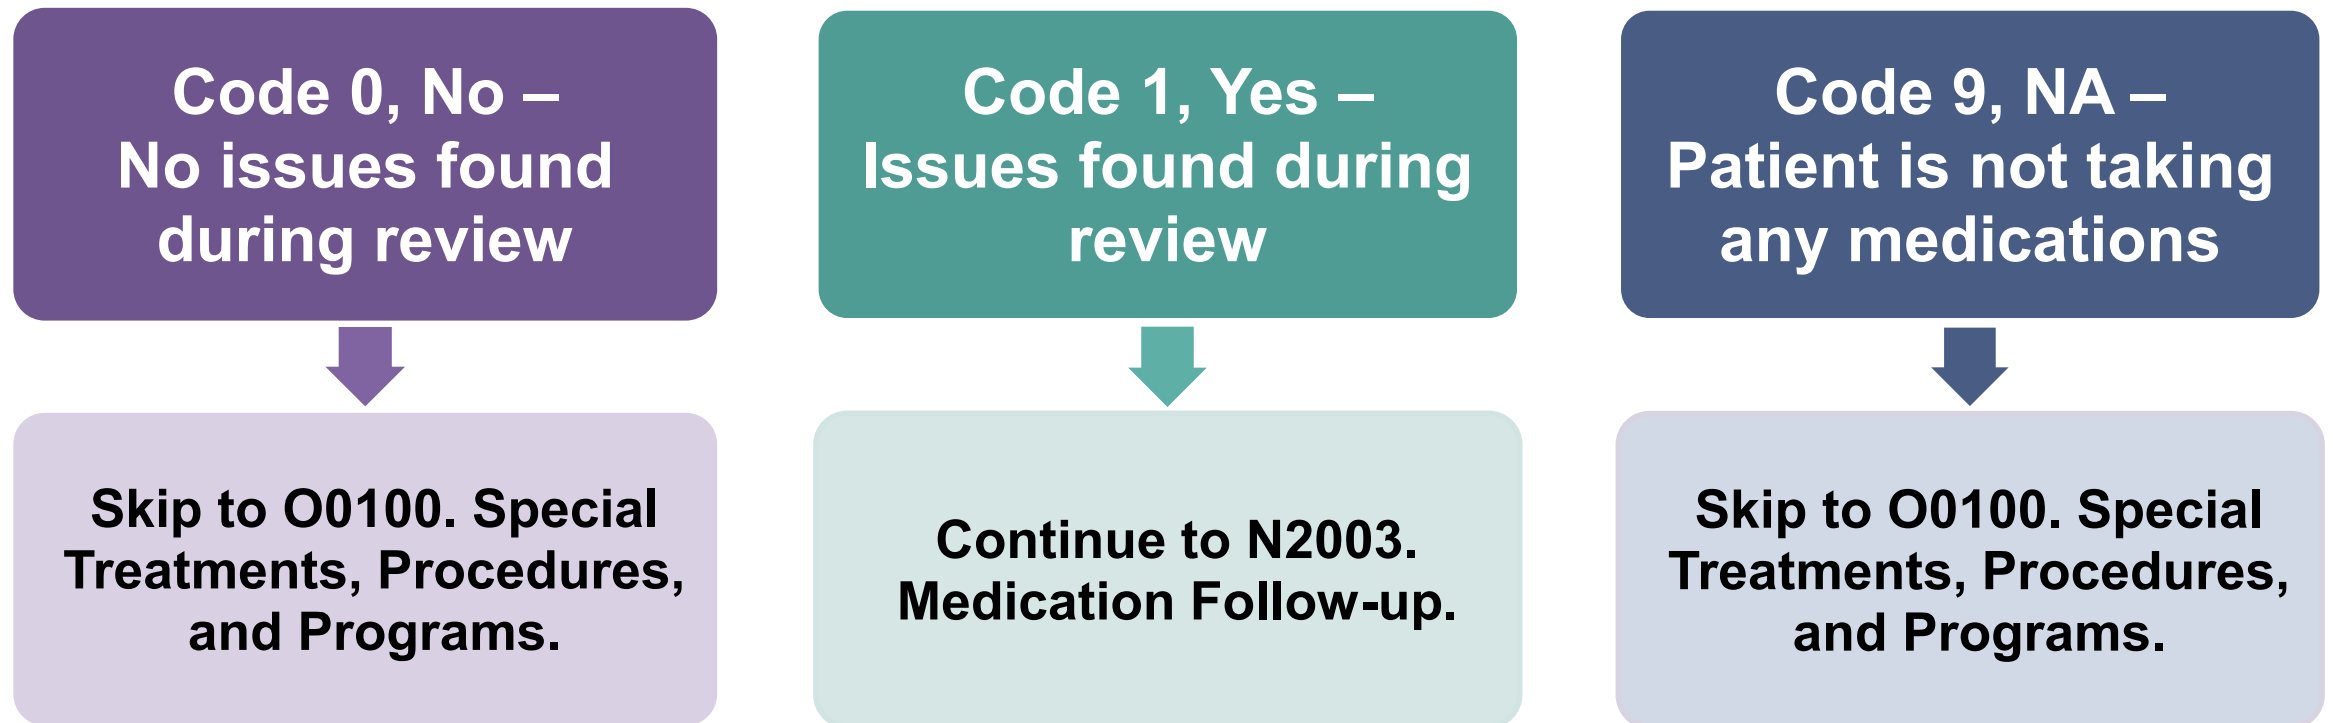 Code 0, No –
No issues found
during review
Code 1, Yes –
Issues found during
review
Code 9, NA –
Patient is not taking
any medications
Skip to O0100. Special
Treatments, Procedures,
and Programs.
Continue to N2003.
Medication Follow-up.
Skip to O0100. Special
Treatments, Procedures,
and Programs.